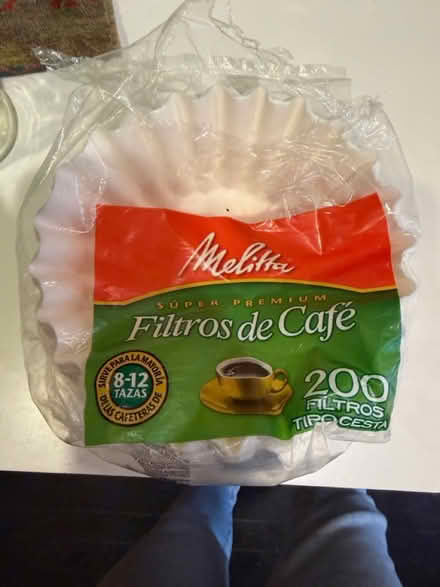 Melitta
SÚPER PREMIUM
Filtros de Café
SIRVE PARA LA MAYORÍA
8-12
TAZAS
DE LAS CAFETERAS DE
200
FILTROS
TIPO CESTA